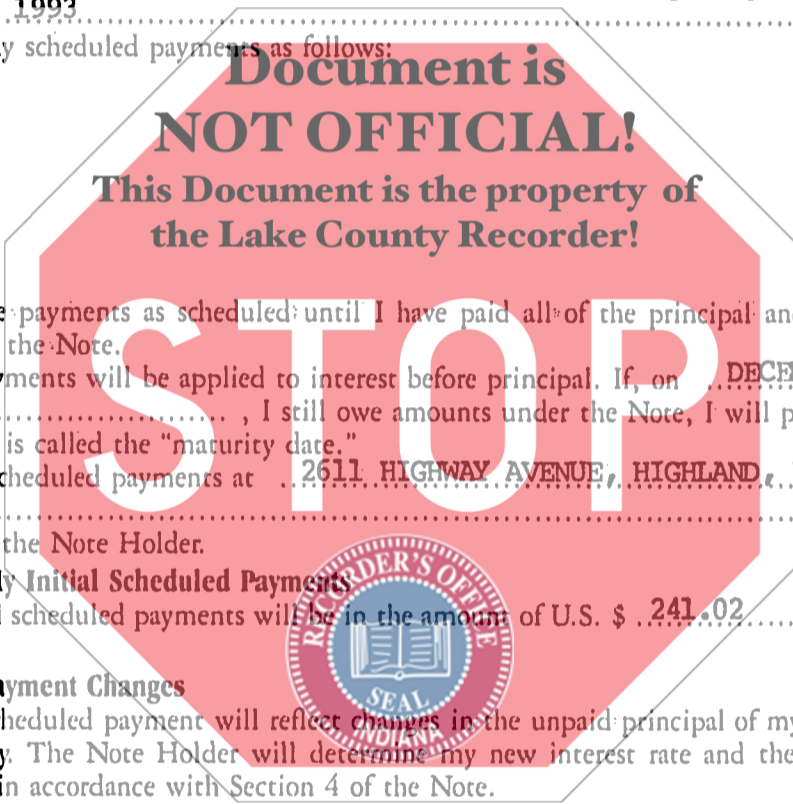 1993
y scheduled payments as follows:
Document is
NOT OFFICIAL!
This Document is the property of
the Lake County Recorder!
payments as scheduled until I have paid all of the principal an
the Note.
ments will be applied to interest before principal. If, on DECE
, I still owe amounts under the Note, I will p
is called the "maturity date."
cheduled payments at 2611 HIGHWAY AVENUE, HIGHLAND,
STOP
the Note Holder.
y Initial Scheduled Payments
l scheduled payments will be in the amount of U.S. $ 241.02
RECORDER'S OFFICE
SEAL
INDIANA
ayment Changes
heduled payment will reflect changes in the unpaid principal of my
y. The Note Holder will determine my new interest rate and the
in accordance with Section 4 of the Note.